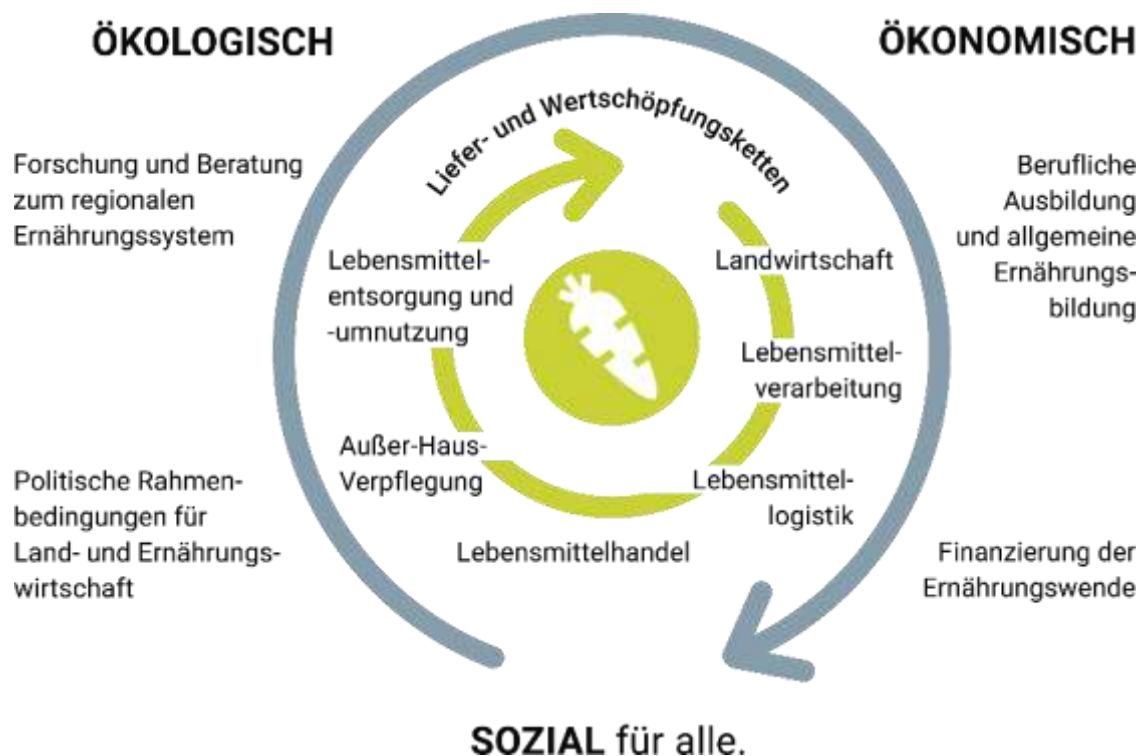 ÖKOLOGISCH
ÖKONOMISCH
Liefer- und Wertschöpfungsketten
Forschung und Beratung
zum regionalen
Ernährungssystem
Berufliche
Ausbildung
und allgemeine
Ernährungs-
bildung
Landwirtschaft
Lebensmittel-
verarbeitung
Lebensmittel-
logistik
Lebensmittelhandel
Außer-Haus-
Verpflegung
Lebensmittel-
entsorgung und
-umnutzung
Politische Rahmen-
bedingungen für
Land- und Ernährungs-
wirtschaft
Finanzierung der
Ernährungswende
SOZIAL für alle.